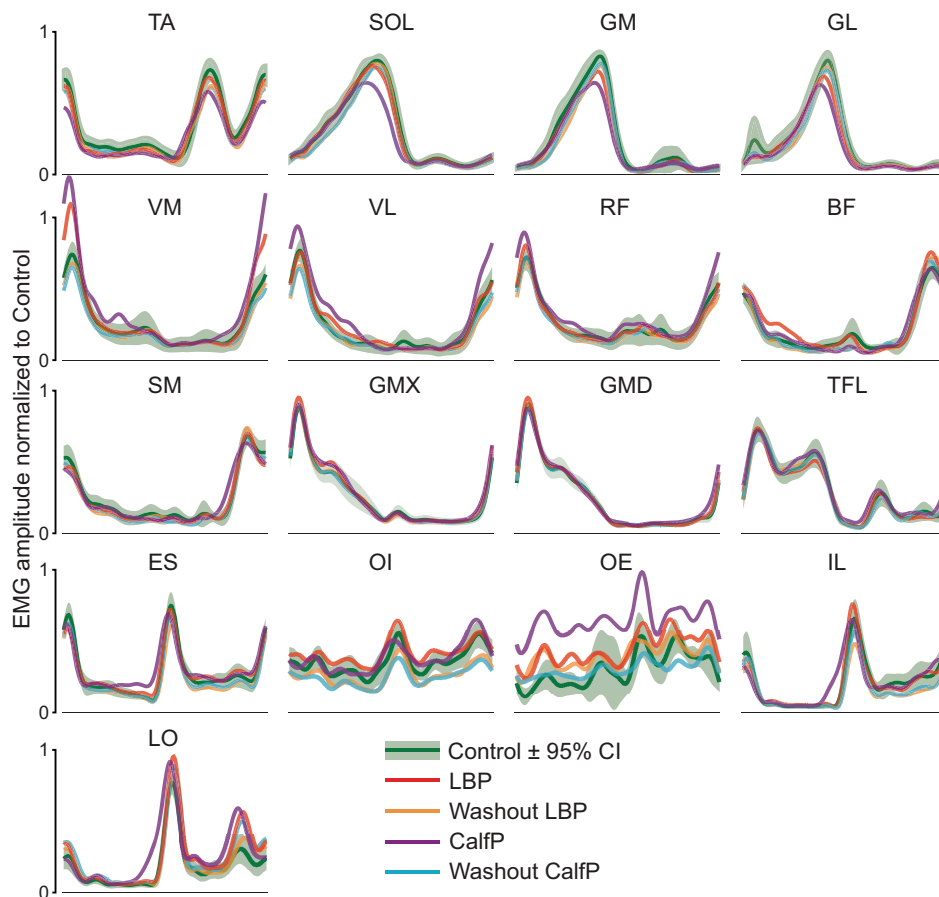 TA SOL GM GL
1
0
VM VL RF BF
1
0
SM GMX GMD TFL
1
0
ES OI OE IL
1
0
LO
1
0
EMG amplitude normalized to Control
Control ± 95% CI
LBP
Washout LBP
CalfP
Washout CalfP